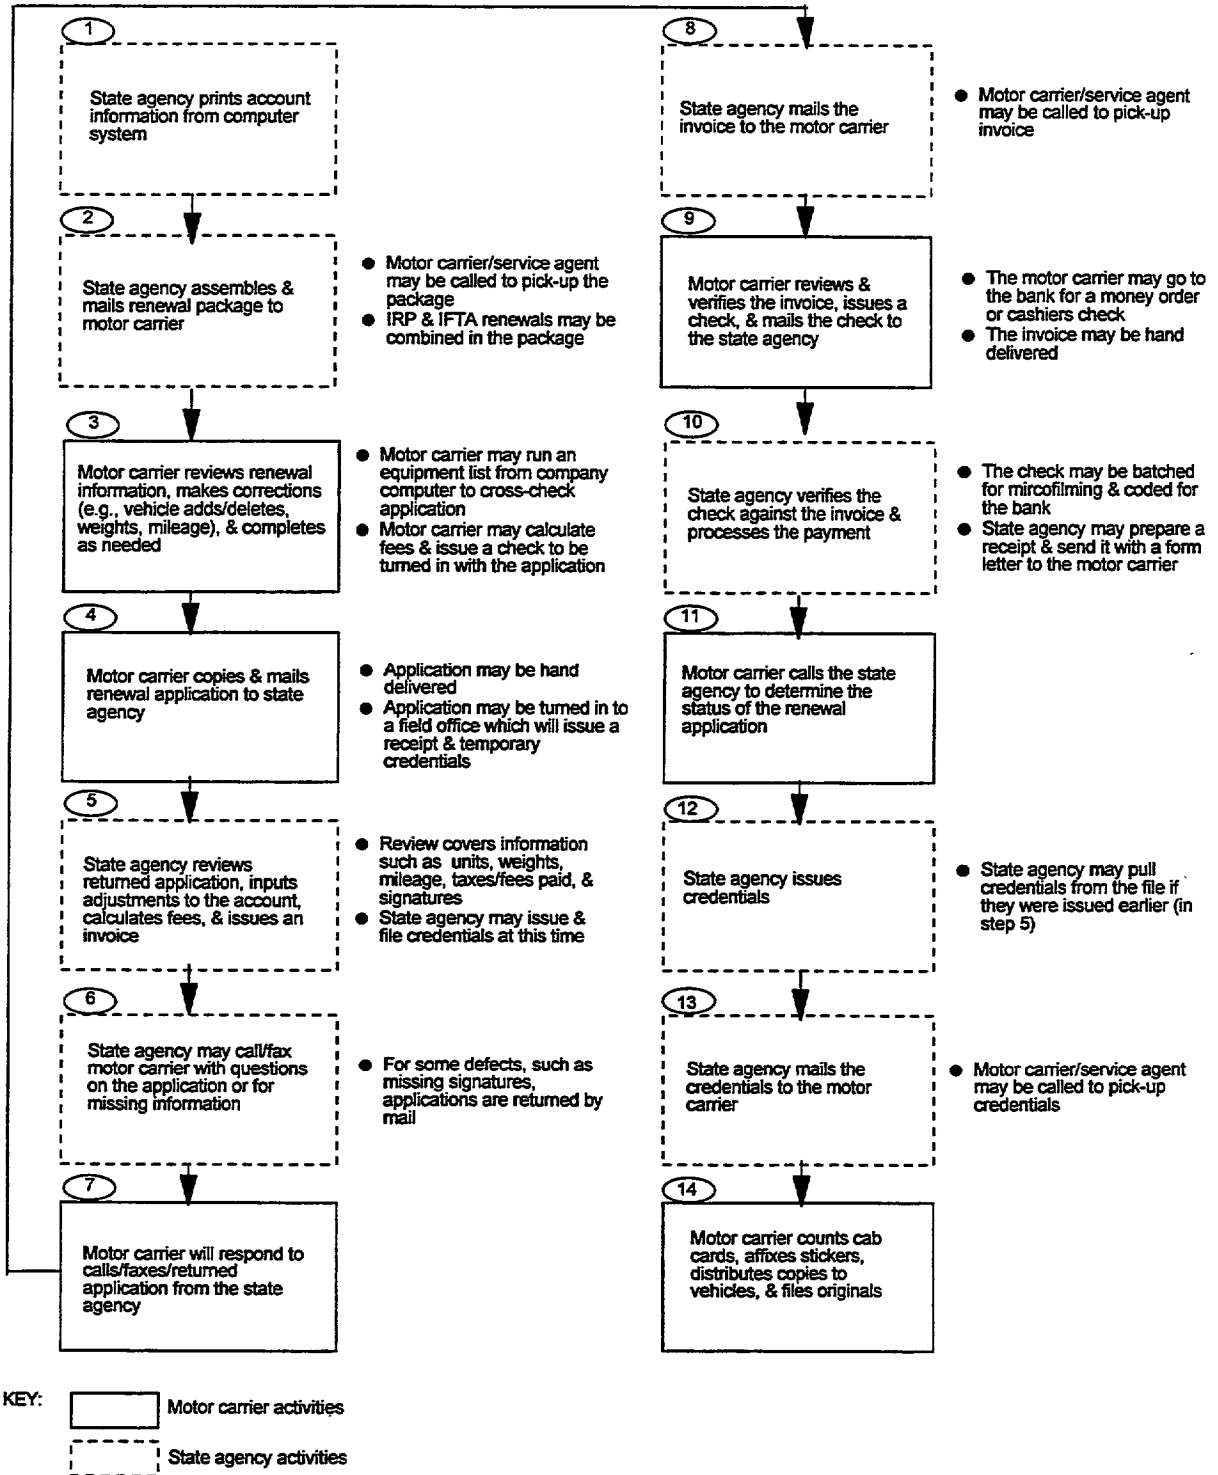 1
State agency prints account
information from computer
system
2
State agency assembles &
mails renewal package to
motor carrier
● Motor carrier/service agent
may be called to pick-up the
package
● IRP & IFTA renewals may be
combined in the package
3
Motor carrier reviews renewal
information, makes corrections
(e.g., vehicle adds/deletes,
weights, mileage), & completes
as needed
● Motor carrier may run an
equipment list from company
computer to cross-check
application
● Motor carrier may calculate
fees & issue a check to be
turned in with the application
4
Motor carrier copies & mails
renewal application to state
agency
● Application may be hand
delivered
● Application may be turned in to
a field office which will issue a
receipt & temporary
credentials
5
State agency reviews
returned application, inputs
adjustments to the account,
calculates fees, & issues an
invoice
● Review covers information
such as units, weights,
mileage, taxes/fees paid, &
signatures
● State agency may issue &
file credentials at this time
6
State agency may call/fax
motor carrier with questions
on the application or for
missing information
● For some defects, such as
missing signatures,
applications are returned by
mail
7
Motor carrier will respond to
calls/faxes/returned
application from the state
agency
8
State agency mails the
invoice to the motor carrier
● Motor carrier/service agent
may be called to pick-up
invoice
9
Motor carrier reviews &
verifies the invoice, issues a
check, & mails the check to
the state agency
● The motor carrier may go to
the bank for a money order
or cashiers check
● The invoice may be hand
delivered
10
State agency verifies the
check against the invoice &
processes the payment
● The check may be batched
for mircofilming & coded for
the bank
● State agency may prepare a
receipt & send it with a form
letter to the motor carrier
11
Motor carrier calls the state
agency to determine the
status of the renewal
application
12
State agency issues
credentials
● State agency may pull
credentials from the file if
they were issued earlier (in
step 5)
13
State agency mails the
credentials to the motor
carrier
● Motor carrier/service agent
may be called to pick-up
credentials
14
Motor carrier counts cab
cards, affixes stickers,
distributes copies to
vehicles, & files originals
KEY:
Motor carrier activities
State agency activities